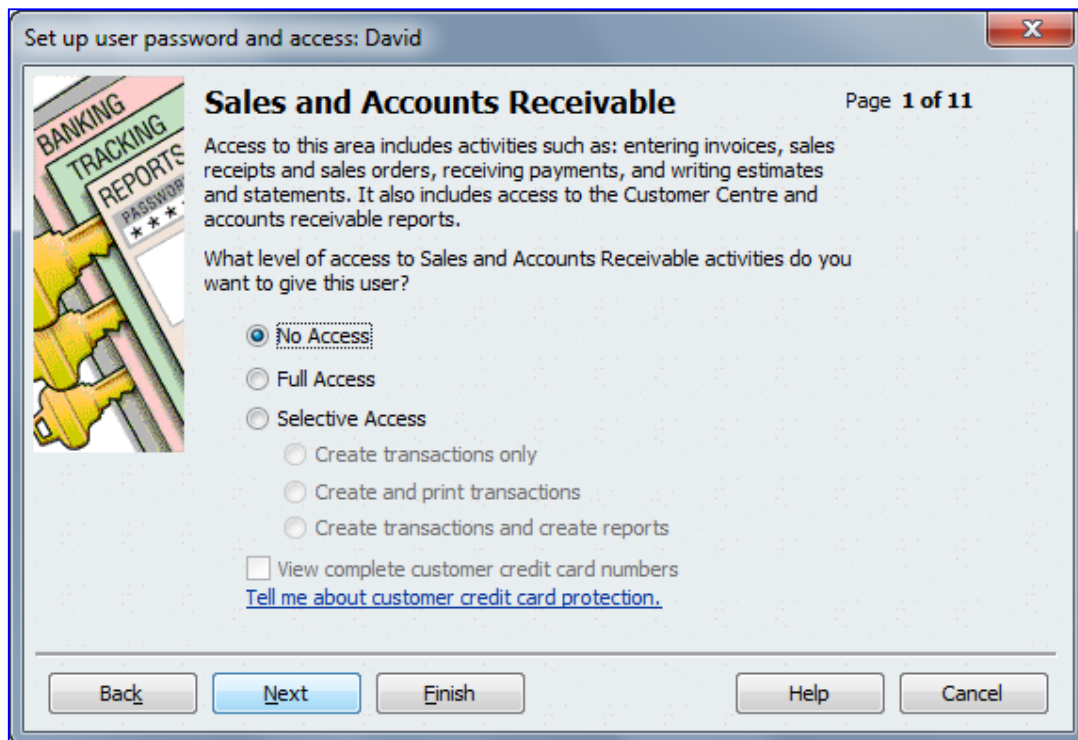 Set up user password and access: David
X
BANKING
TRACKING
REPORTS
PASSWORD
****
Sales and Accounts Receivable
Page 1 of 11
Access to this area includes activities such as: entering invoices, sales
receipts and sales orders, receiving payments, and writing estimates
and statements. It also includes access to the Customer Centre and
accounts receivable reports.
What level of access to Sales and Accounts Receivable activities do you
want to give this user?
No Access
Full Access
Selective Access
Create transactions only
Create and print transactions
Create transactions and create reports
View complete customer credit card numbers
Tell me about customer credit card protection.
Back
Next
Finish
Help
Cancel